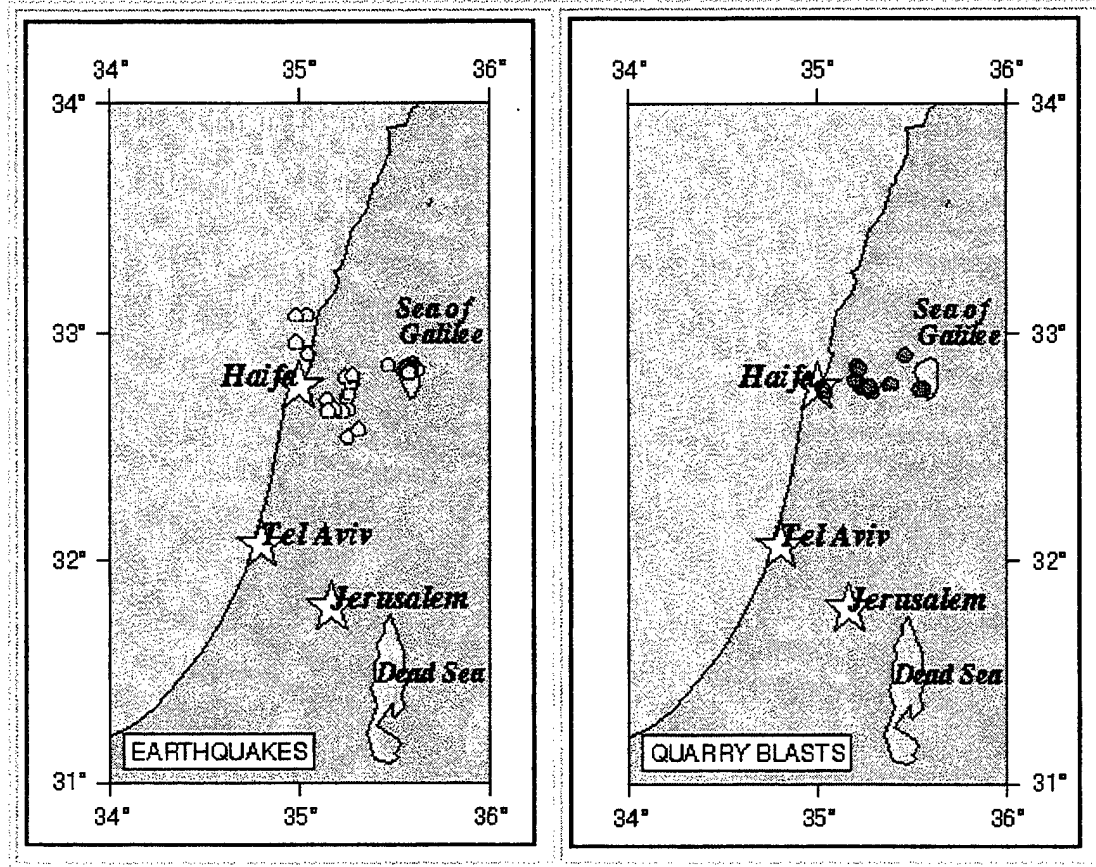 34° 35° 36°
34°
33°
32°
31°
Sea of
Galilee
Haifa
Tel Aviv
Jerusalem
Dead Sea
EARTHQUAKES
34° 35° 36°
34° 35° 36°
34°
33°
32°
31°
Sea of
Galilee
Haifa
Tel Aviv
Jerusalem
Dead Sea
QUARRY BLASTS
34° 35° 36°